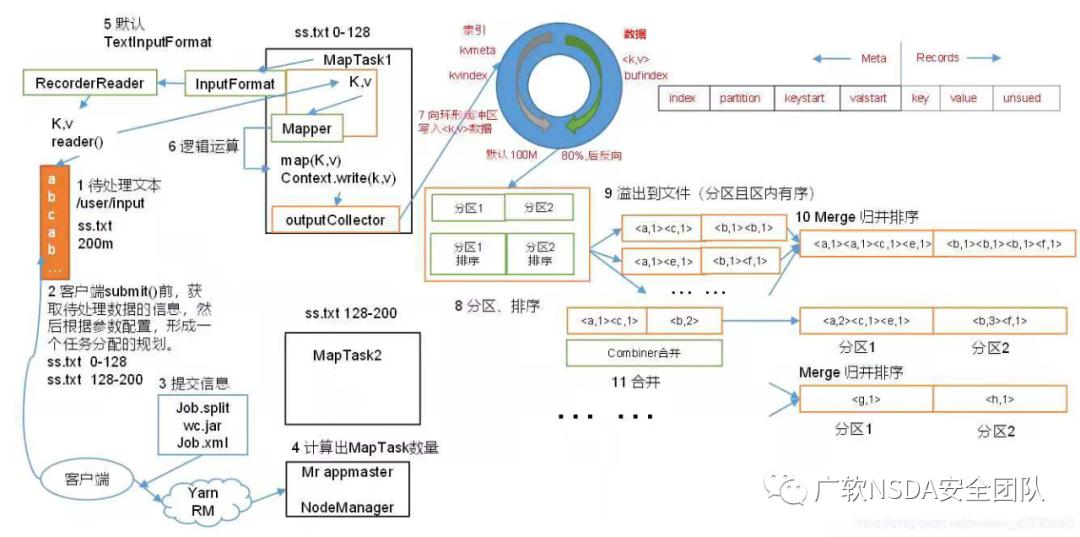 5 默认
TextInputFormat
RecorderReader
InputFormat
K,v
reader()
ss.txt 0-128
MapTask1
K,v
Mapper
6 逻辑运算
map(K,v)
Context.write(k,v)
outputCollector
a
b
c
a
b
...
1 待处理文本
/user/input
ss.txt
200m
2 客户端submit()前，获
取待处理数据的信息，然
后根据参数配置，形成一
个任务分配的规划。
ss.txt 0-128
ss.txt 128-200
3 提交信息
Job.split
wc.jar
Job.xml
客户端
Yarn
RM
4 计算出MapTask数量
Mr appmaster
NodeManager
ss.txt 128-200
MapTask2
索引
kvmeta
kvindex
数据
<k,v>
bufindex
7 向环形缓冲区
写入<k,v>数据
默认100M
80%,后反向
Meta
Records
index partition keystart valstart key value unsued
分区1 分区2
分区1 分区2
排序 排序
8 分区、排序
9 溢出到文件（分区且区内有序）
<a,1><c,1> <b,1><b,1>
<a,1><e,1> <b,1><f,1>
... ...
10 Merge 归并排序
<a,1><a,1><c,1><e,1> <b,1><b,1><b,1><f,1>
<a,1><c,1> <b,2>
Combiner合并
11 合并
... ...
<a,2><c,1><e,1> <b,3><f,1>
分区1 分区2
Merge 归并排序
<g,1> <h,1>
分区1 分区2
广软NSDA安全团队